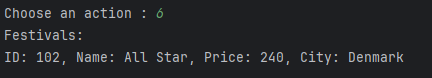 Choose an action : 6
Festivals:
ID: 102, Name: All Star, Price: 240, City: Denmark